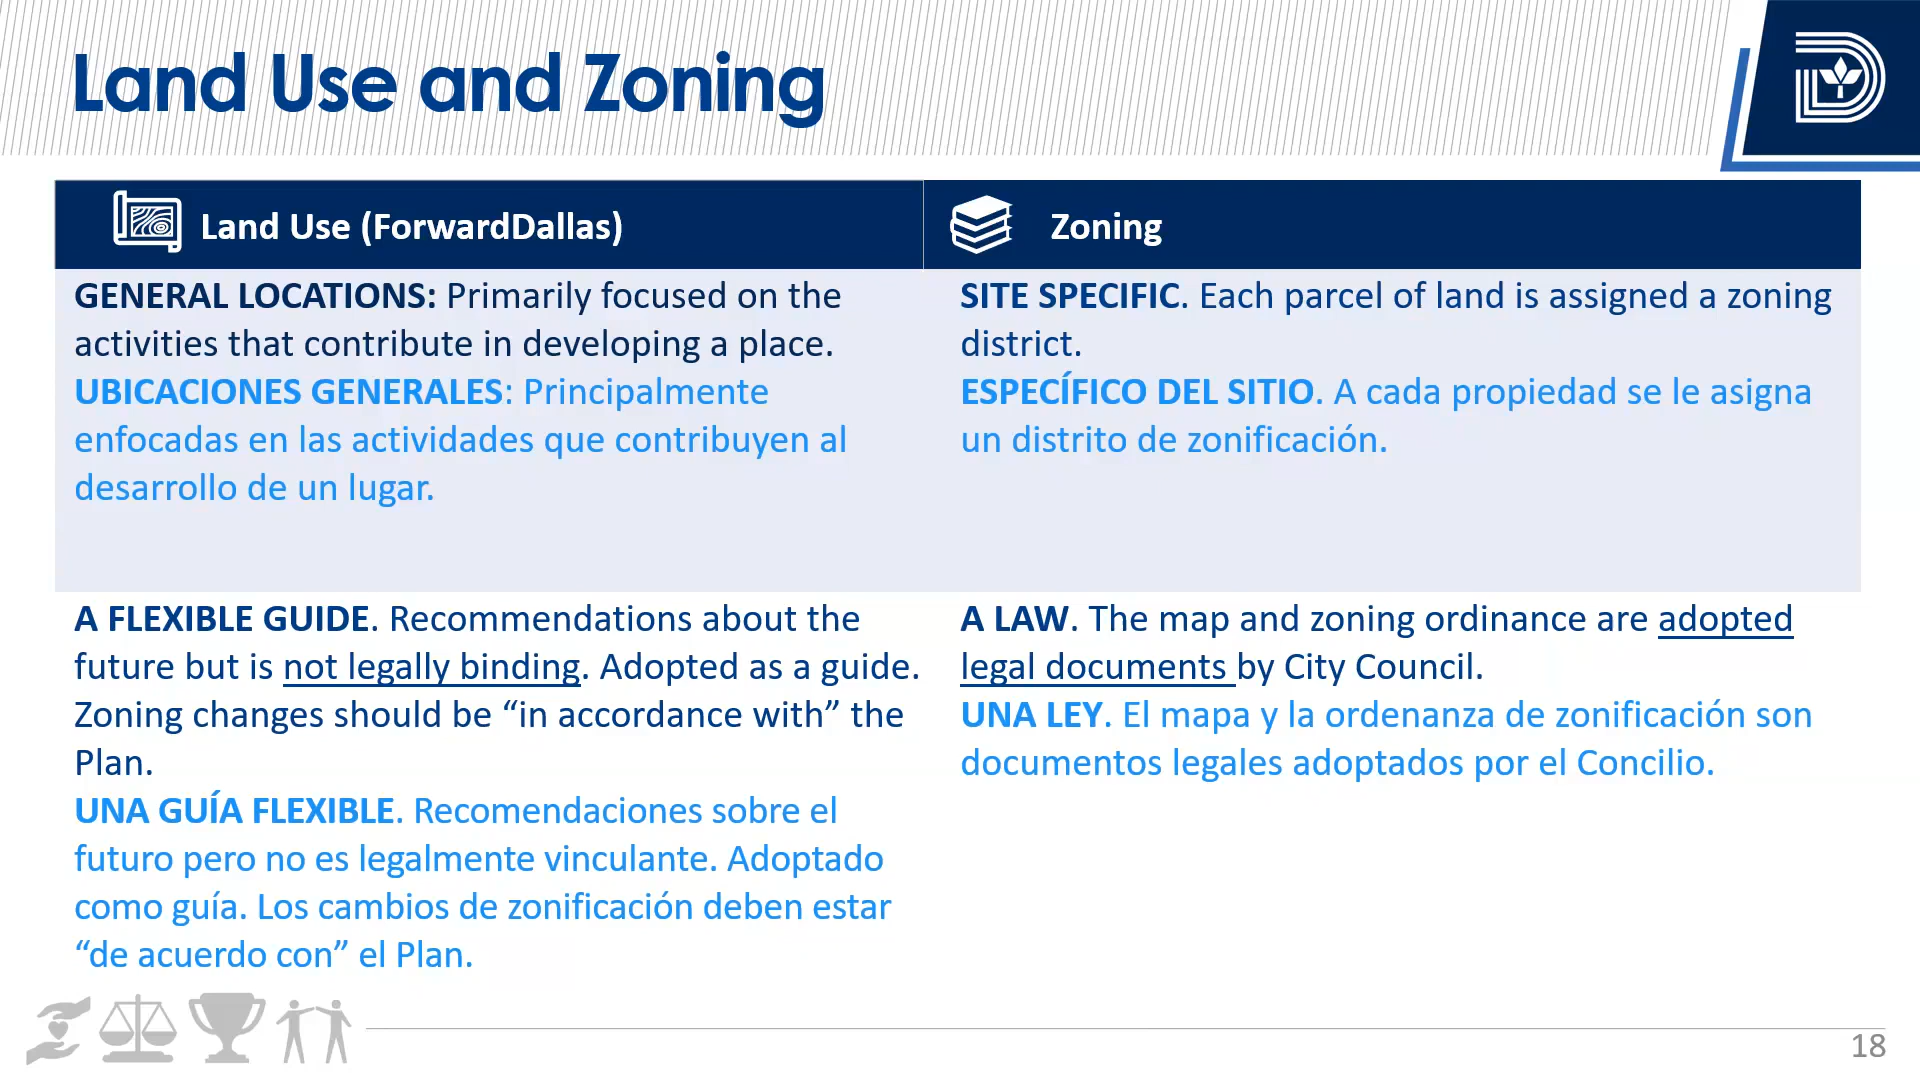 Land Use and Zoning
Land Use (ForwardDallas)
Zoning
GENERAL LOCATIONS: Primarily focused on the
activities that contribute in developing a place.
UBICACIONES GENERALES: Principalmente
enfocadas en las actividades que contribuyen al
desarrollo de un lugar.
SITE SPECIFIC. Each parcel of land is assigned a zoning
district.
ESPECÍFICO DEL SITIO. A cada propiedad se le asigna
un distrito de zonificación.
A FLEXIBLE GUIDE. Recommendations about the
future but is not legally binding. Adopted as a guide.
Zoning changes should be “in accordance with” the
Plan.
UNA GUÍA FLEXIBLE. Recomendaciones sobre el
futuro pero no es legalmente vinculante. Adoptado
como guía. Los cambios de zonificación deben estar
“de acuerdo con” el Plan.
A LAW. The map and zoning ordinance are adopted
legal documents by City Council.
UNA LEY. El mapa y la ordenanza de zonificación son
documentos legales adoptados por el Concilio.
18